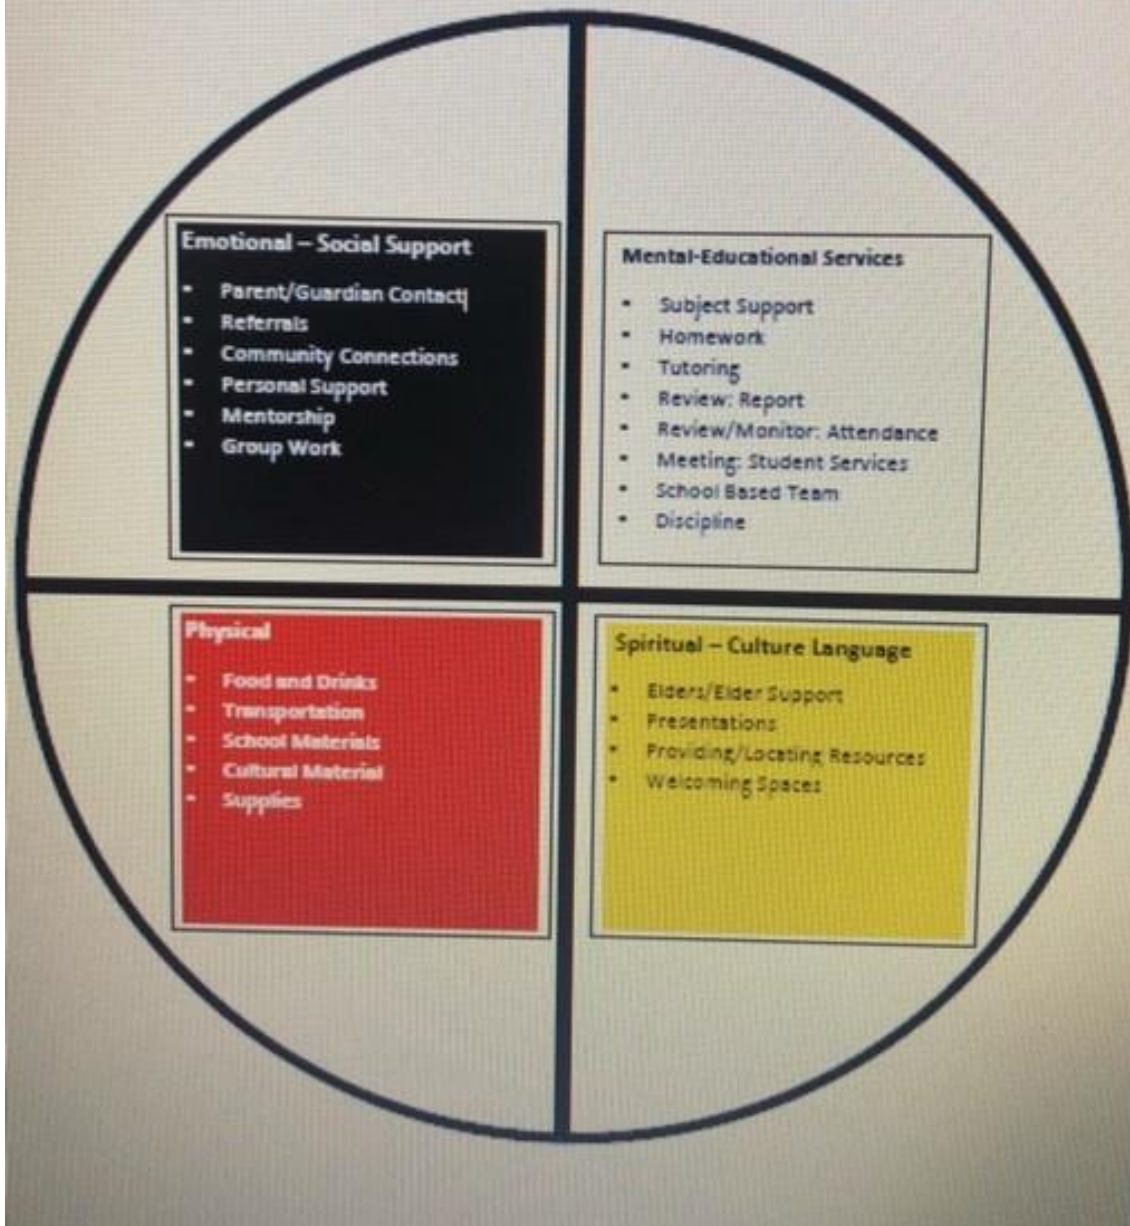 Emotional – Social Support
- Parent/Guardian Contact
- Referrals
- Community Connections
- Personal Support
- Mentorship
- Group Work
Mental-Educational Services
- Subject Support
- Homework
- Tutoring
- Review: Report
- Review/Monitor: Attendance
- Meeting: Student Services
- School Based Team
- Discipline
Physical
- Food and Drinks
- Transportation
- School Materials
- Cultural Material
- Supplies
Spiritual – Culture Language
- Elders/Elder Support
- Presentations
- Providing/Locating Resources
- Welcoming Spaces